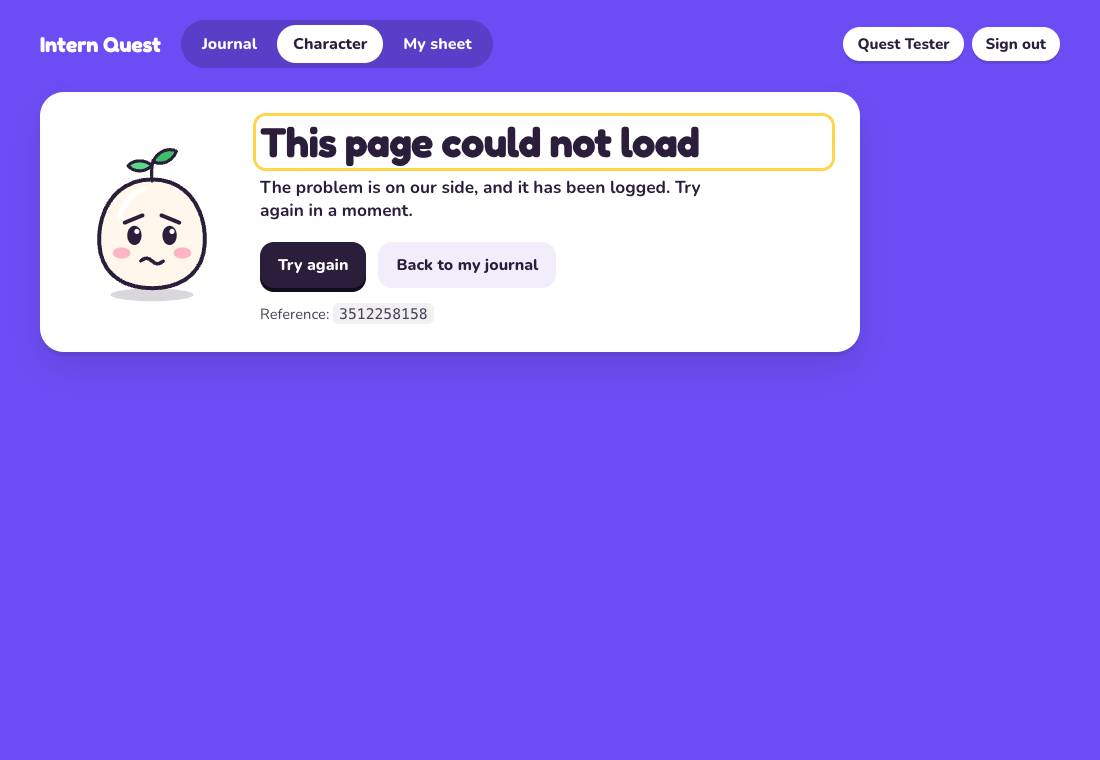 Intern Quest
Journal
Character
My sheet
Quest Tester
Sign out
This page could not load
The problem is on our side, and it has been logged. Try
again in a moment.
Try again
Back to my journal
Reference: 3512258158